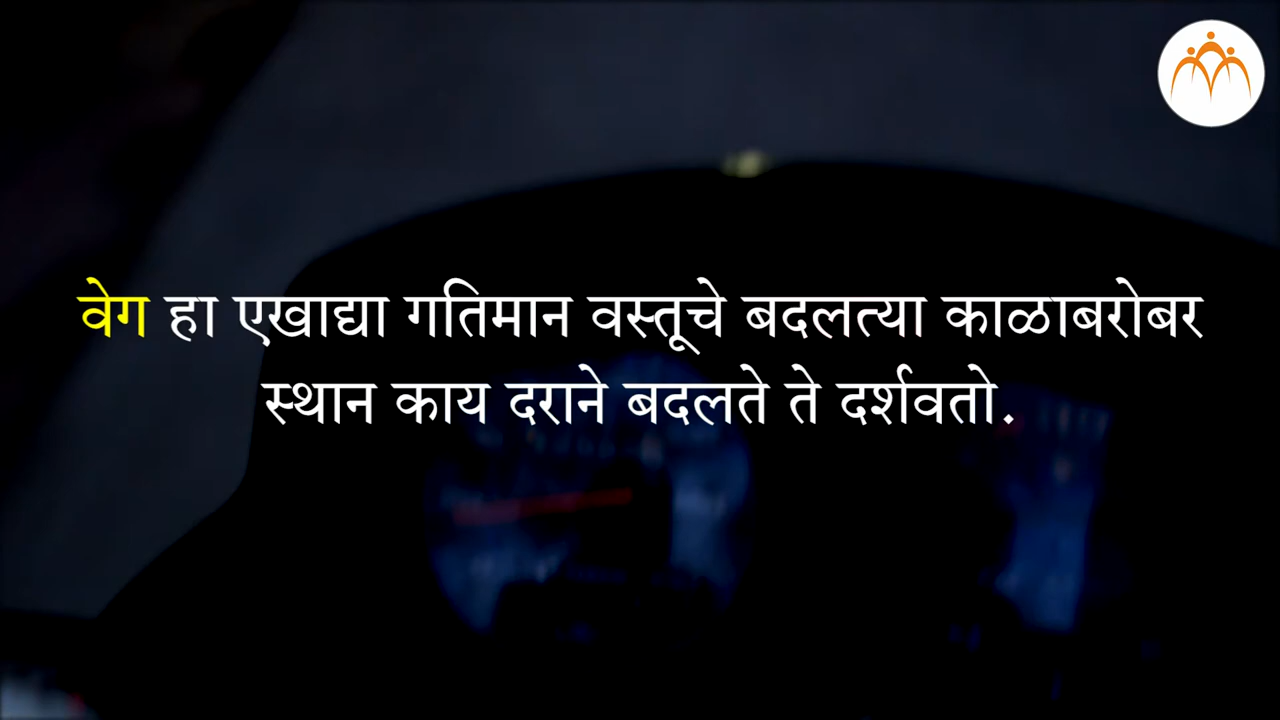 वेग हा एखाद्या गतिमान वस्तूचे बदलत्या काळाबरोबर
स्थान काय दराने बदलते ते दर्शवतो.